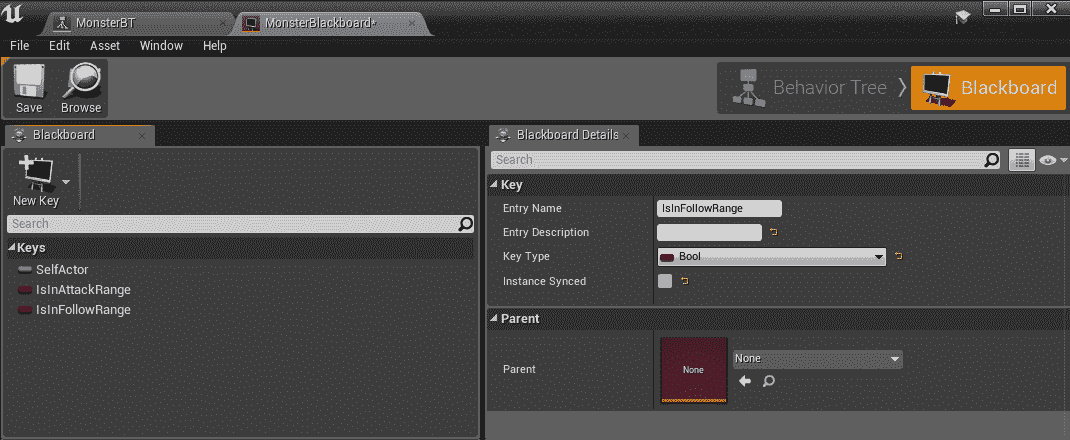 MonsterBT
MonsterBlackboard*
File Edit Asset Window Help
Save Browse
Behavior Tree
Blackboard
Blackboard
New Key
Search
Keys
SelfActor
IsInAttackRange
IsInFollowRange
Blackboard Details
Search
Key
Entry Name IsInFollowRange
Entry Description
Key Type Bool
Instance Synced
Parent
Parent None None